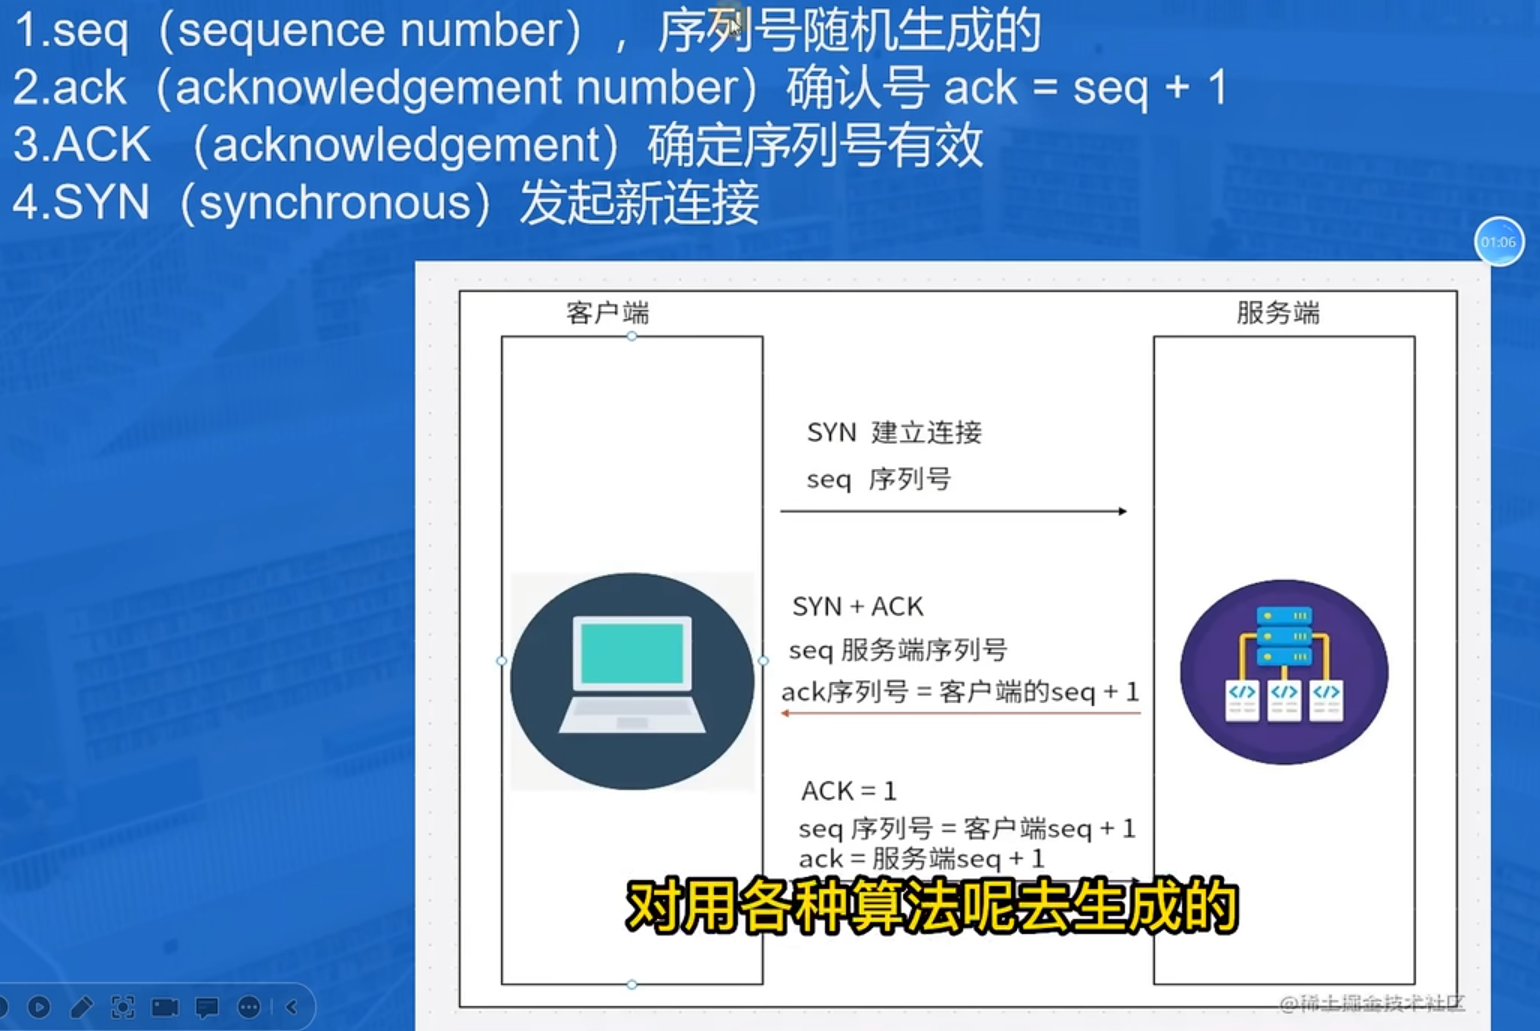 1.seq（sequence number），序列号随机生成的
2.ack（acknowledgement number）确认号 ack = seq + 1
3.ACK （acknowledgement）确定序列号有效
4.SYN（synchronous）发起新连接
01:06
客户端
服务端
SYN 建立连接
seq 序列号
SYN + ACK
seq 服务端序列号
ack序列号 = 客户端的seq + 1
ACK = 1
seq 序列号 = 客户端seq + 1
ack = 服务端seq + 1
对用各种算法呢去生成的
@稀土掘金技术社区